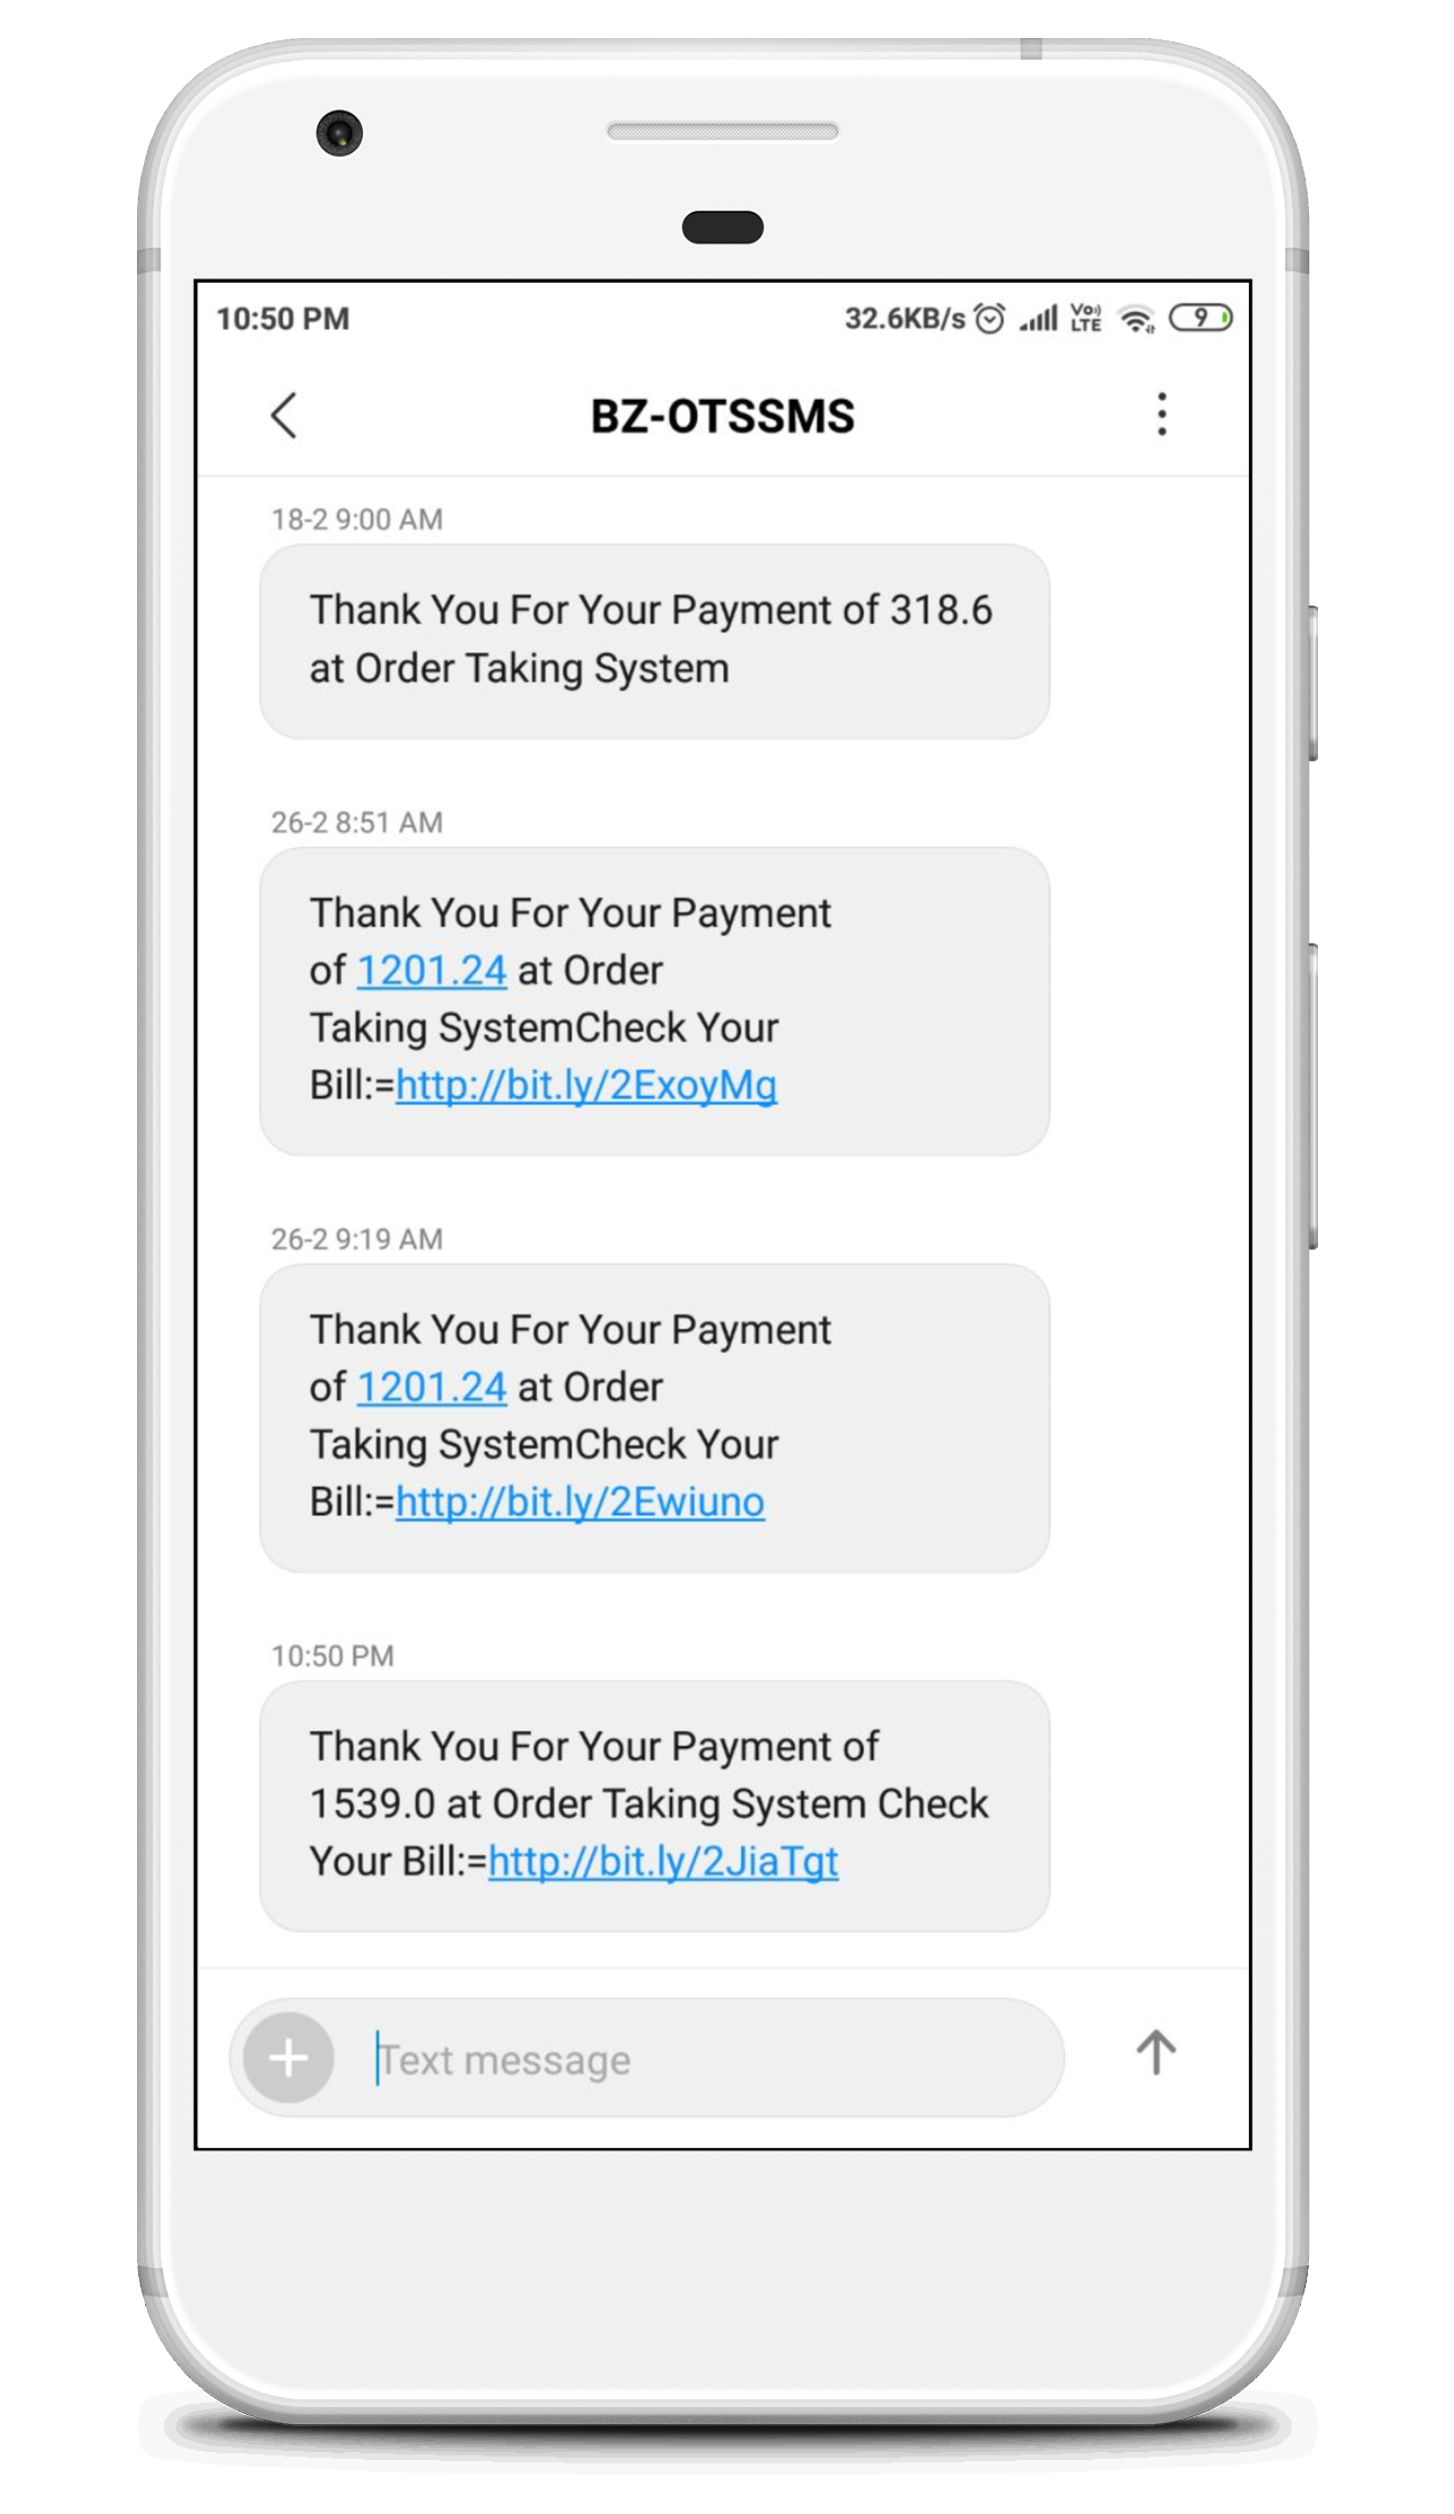 10:50 PM 32.6KB/s Vo)) LTE 9
BZ-OTSSMS
18-2 9:00 AM
Thank You For Your Payment of 318.6
at Order Taking System
26-2 8:51 AM
Thank You For Your Payment
of 1201.24 at Order
Taking SystemCheck Your
Bill:=http://bit.ly/2ExoyMg
26-2 9:19 AM
Thank You For Your Payment
of 1201.24 at Order
Taking SystemCheck Your
Bill:=http://bit.ly/2Ewiuno
10:50 PM
Thank You For Your Payment of
1539.0 at Order Taking System Check
Your Bill:=http://bit.ly/2JiaTgt
Text message